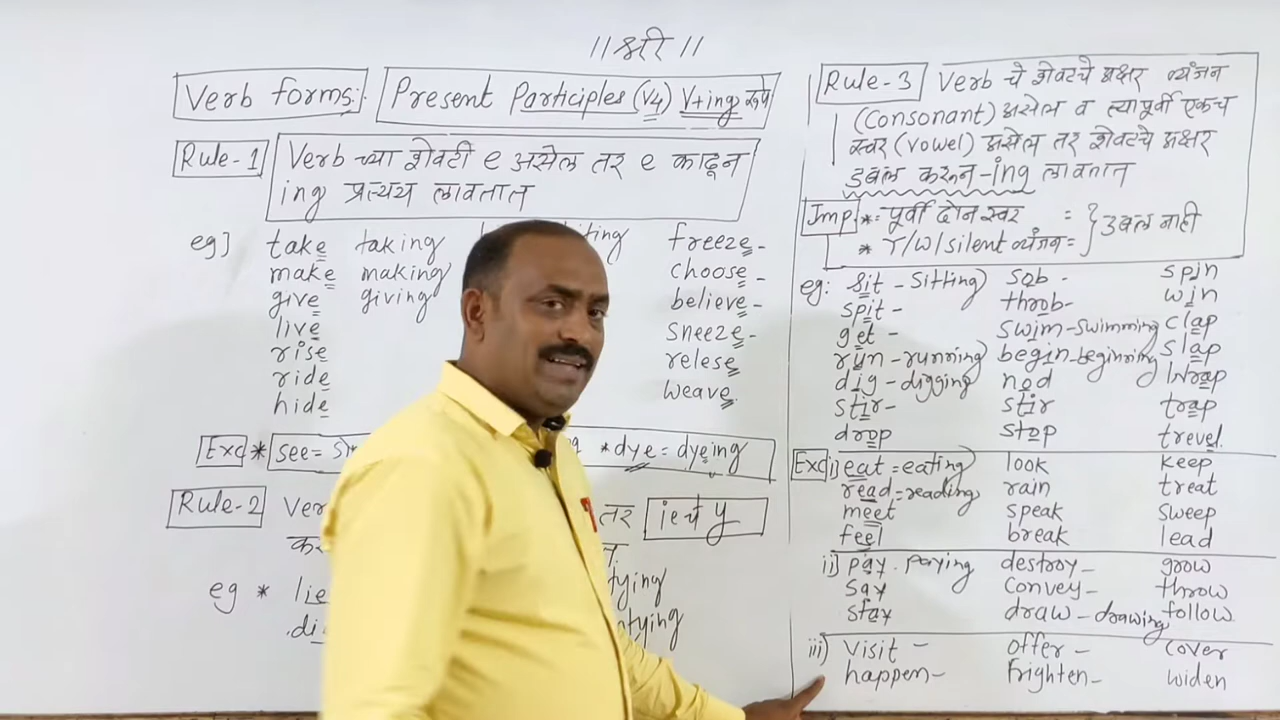 ॥ श्री ॥
Verb forms: Present Participles (V4) V+ing रूपे
Rule-1 Verb च्या शेवटी e असेल तर e काढून
ing प्रत्यय लावतात
eg] take taking freeze-
make making choose-
give giving believe-
live sneeze-
rise relese
ride weave
hide
Exc * see= *dye = dyeing
Rule-2 तर ie चे y
eg *
Rule-3 Verb चे शेवटचे अक्षर व्यंजन
(consonant) असेल व त्यापूर्वी एकच
स्वर (vowel) असेल तर शेवटचे अक्षर
डबल करून -ing लावतात
Imp *: पूर्वी दोन स्वर = } डबल नाही
* Y/W/Silent व्यंजन =
eg: Sit - Sitting sob- spin
spit - throb- win
get - swim-swimming clap
run - running begin-beginning slap
dig - digging nod Wrap
stir- stir trap
drop stop trevel
Exc i) eat = eating look keep
read = reading rain treat
meet speak sweep
feel break lead
ii) pay - paying destroy- grow
say convey- throw
stay draw - drawing follow
iii) visit - offer - cover
happen- frighten- widen